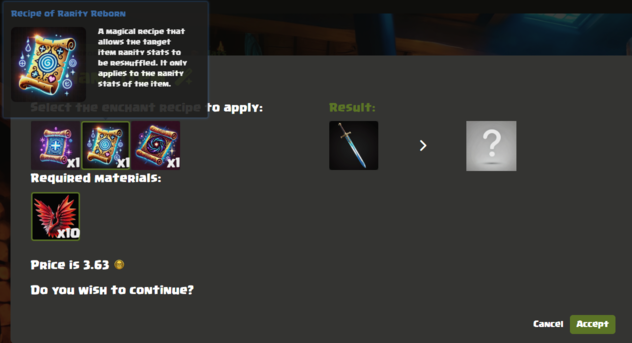 Recipe of Rarity Reborn
A magical recipe that
allows the target
item rarity stats to
be reshuffled. It only
applies to the rarity
stats of the item.
Select the enchant recipe to apply:
Result:
x1
x1
x1
Required materials:
x10
Price is 3.63
Do you wish to continue?
Cancel
Accept